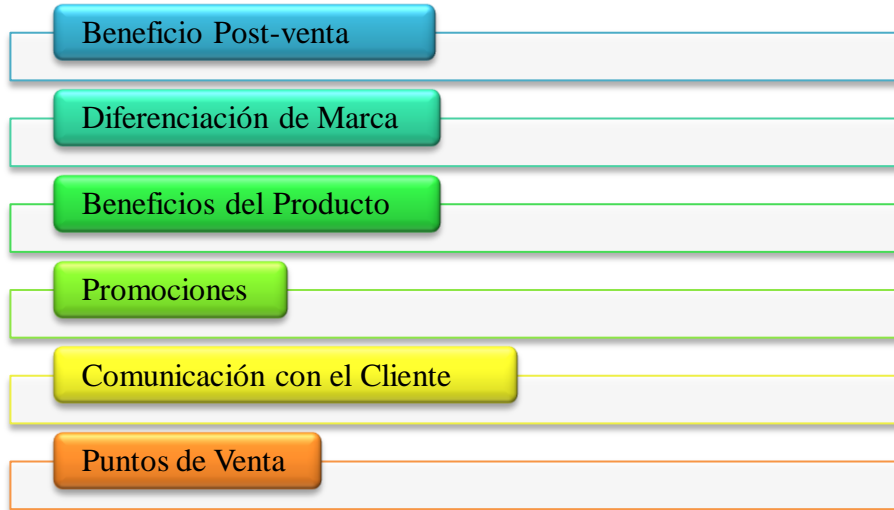 Beneficio Post-venta
Diferenciación de Marca
Beneficios del Producto
Promociones
Comunicación con el Cliente
Puntos de Venta